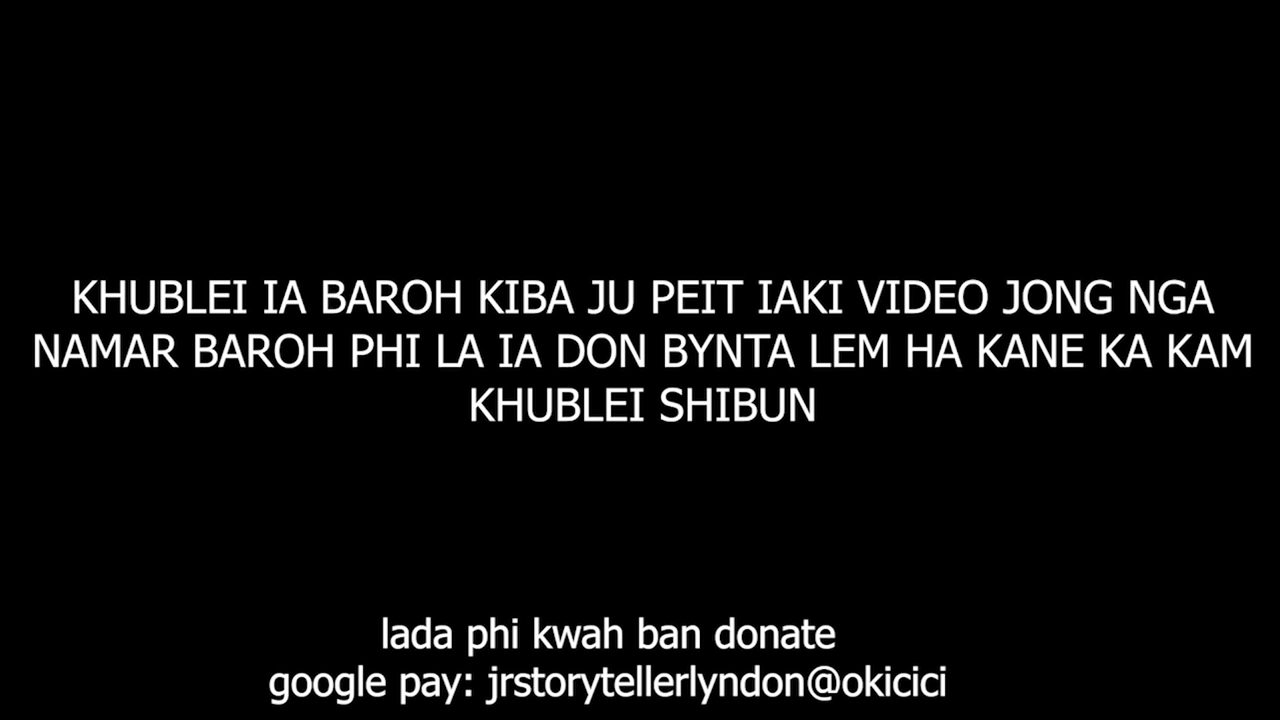 KHUBLEI IA BAROH KIBA JU PEIT IAKI VIDEO JONG NGA
NAMAR BAROH PHI LA IA DON BYNTA LEM HA KANE KA KAM
KHUBLEI SHIBUN
lada phi kwah ban donate
google pay: jrstorytellerlyndon@okicici